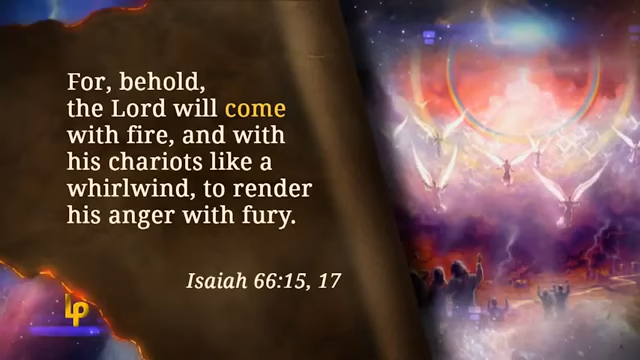 For, behold,
the Lord will come
with fire, and with
his chariots like a
whirlwind, to render
his anger with fury.
Isaiah 66:15, 17
LP